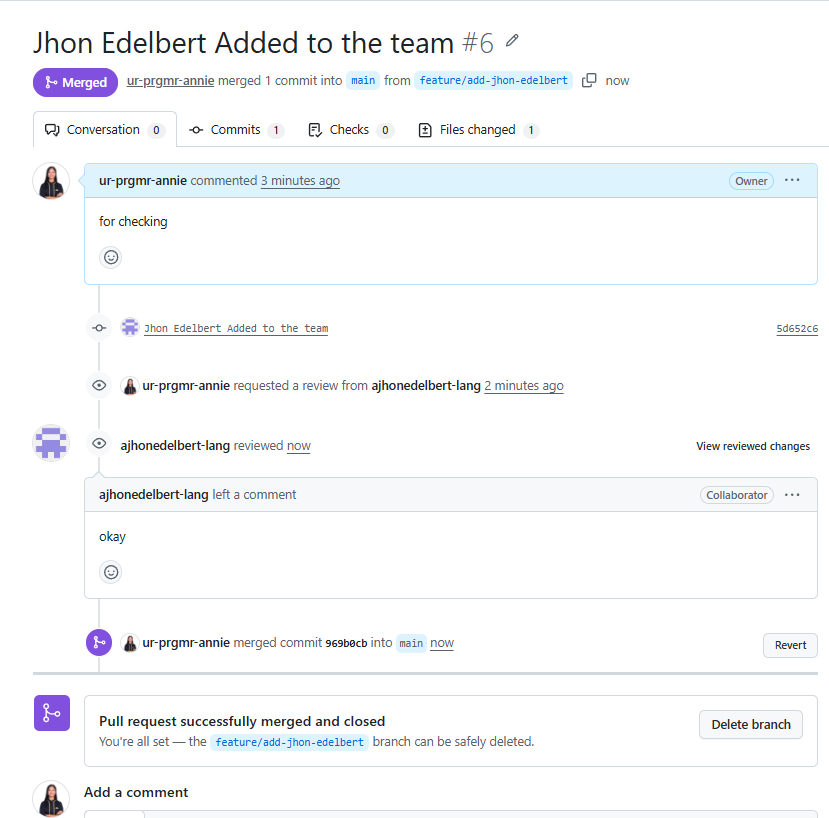 Jhon Edelbert Added to the team #6
Merged ur-prgmr-annie merged 1 commit into main from feature/add-jhon-edelbert now
Conversation 0 Commits 1 Checks 0 Files changed 1
ur-prgmr-annie commented 3 minutes ago Owner ...
for checking
Jhon Edelbert Added to the team 5d652c6
ur-prgmr-annie requested a review from ajhonedelbert-lang 2 minutes ago
ajhonedelbert-lang reviewed now View reviewed changes
ajhonedelbert-lang left a comment Collaborator ...
okay
ur-prgmr-annie merged commit 969b0cb into main now Revert
Pull request successfully merged and closed
You're all set — the feature/add-jhon-edelbert branch can be safely deleted. Delete branch
Add a comment